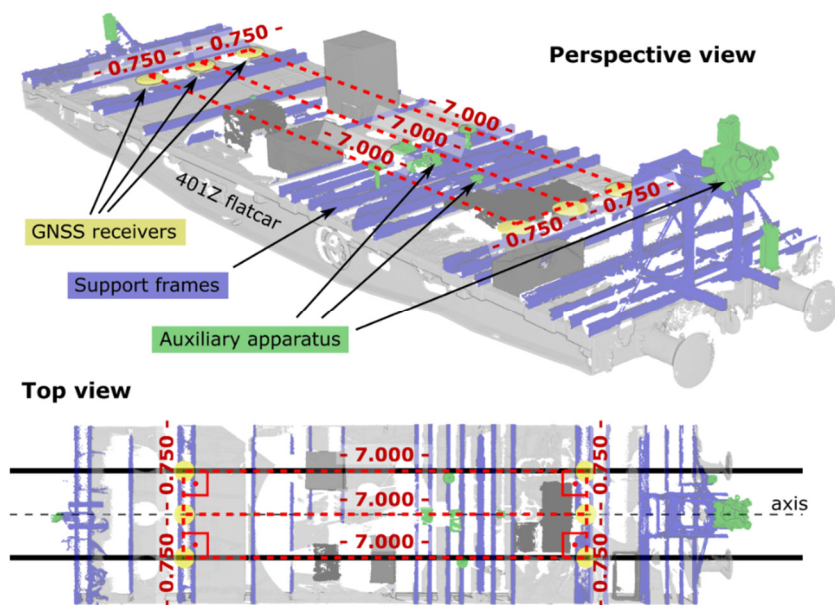 Perspective view
- 0.750 -
- 0.750 -
- 7.000 -
- 7.000 -
- 7.000 -
- 0.750 -
- 0.750 -
401Z flatcar
GNSS receivers
Support frames
Auxiliary apparatus
Top view
- 0.750 -
- 7.000 -
- 0.750 -
- 7.000 -
axis
- 0.750 -
- 7.000 -
- 0.750 -